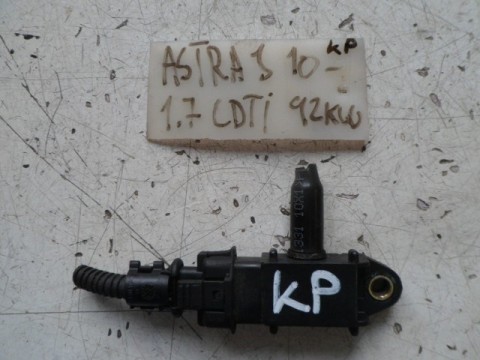 KP
ASTRA J 10-
1.7 CDTi 92KW
KP